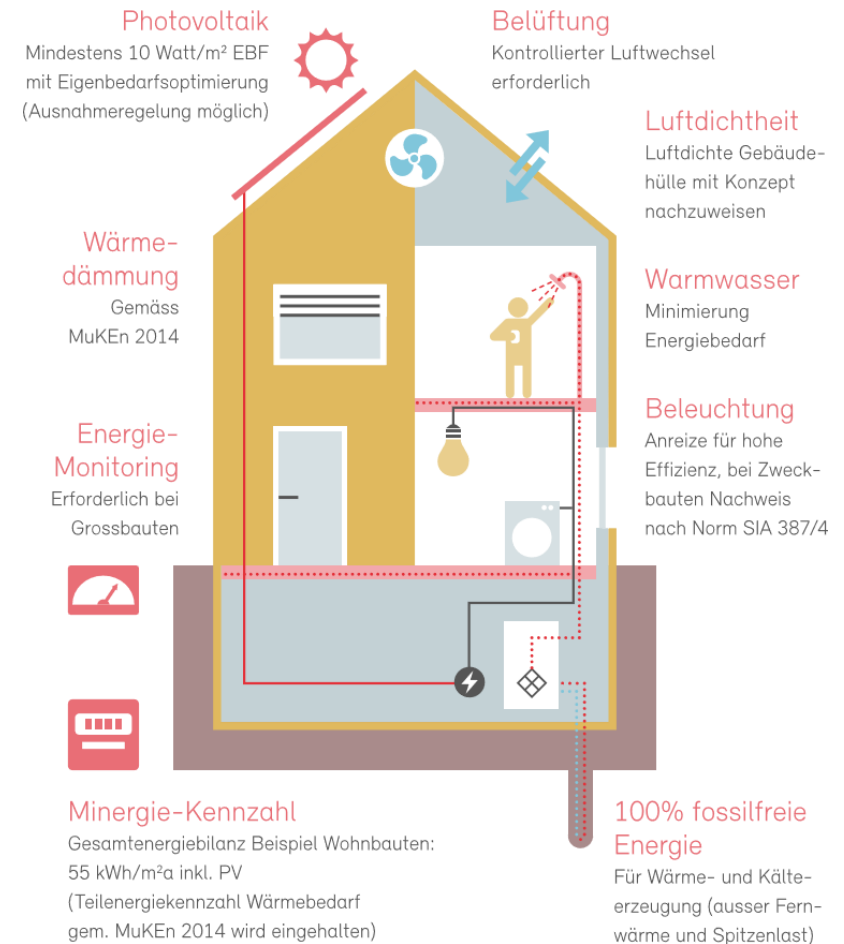 Photovoltaik
Mindestens 10 Watt/m² EBF
mit Eigenbedarfsoptimierung
(Ausnahmeregelung möglich)
Belüftung
Kontrollierter Luftwechsel
erforderlich
Luftdichtheit
Luftdichte Gebäude-
hülle mit Konzept
nachzuweisen
Wärme-
dämmung
Gemäss
MuKEn 2014
Warmwasser
Minimierung
Energiebedarf
Energie-
Monitoring
Erforderlich bei
Grossbauten
Beleuchtung
Anreize für hohe
Effizienz, bei Zweck-
bauten Nachweis
nach Norm SIA 387/4
Minergie-Kennzahl
Gesamtenergiebilanz Beispiel Wohnbauten:
55 kWh/m²a inkl. PV
(Teilenergiekennzahl Wärmebedarf
gem. MuKEn 2014 wird eingehalten)
100% fossilfreie
Energie
Für Wärme- und Kälte-
erzeugung (ausser Fern-
wärme und Spitzenlast)